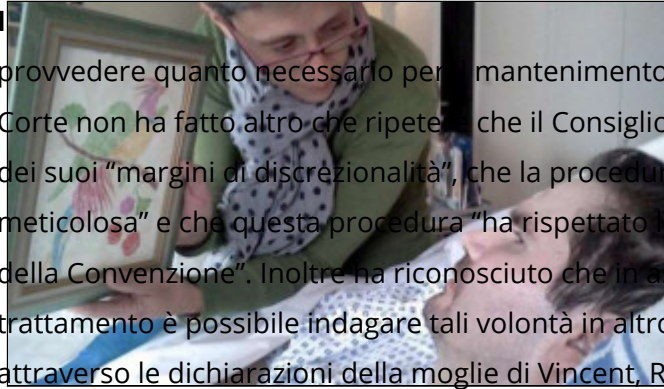 provvedere quanto necessario per mantenimento
Corte non ha fatto altro che ripetere che il Consiglio
dei suoi “margini di discrezionalità”, che la procedur
meticolosa” e che questa procedura “ha rispettato i
della Convenzione”. Inoltre ha riconosciuto che in a
trattamento è possibile indagare tali volontà in altro
attraverso le dichiarazioni della moglie di Vincent, R